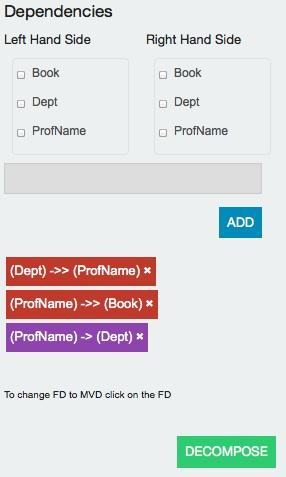 Dependencies
Left Hand Side Right Hand Side
Book Book
Dept Dept
ProfName ProfName
ADD
(Dept) ->> (ProfName) ×
(ProfName) ->> (Book) ×
(ProfName) -> (Dept) ×
To change FD to MVD click on the FD
DECOMPOSE